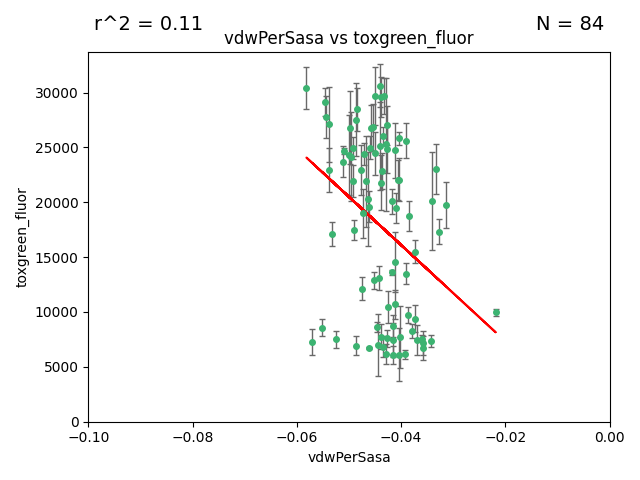 r^2 = 0.11
N = 84
vdwPerSasa vs toxgreen_fluor
30000
25000
20000
15000
10000
5000
0
toxgreen_fluor
−0.10
−0.08
−0.06
−0.04
−0.02
0.00
vdwPerSasa